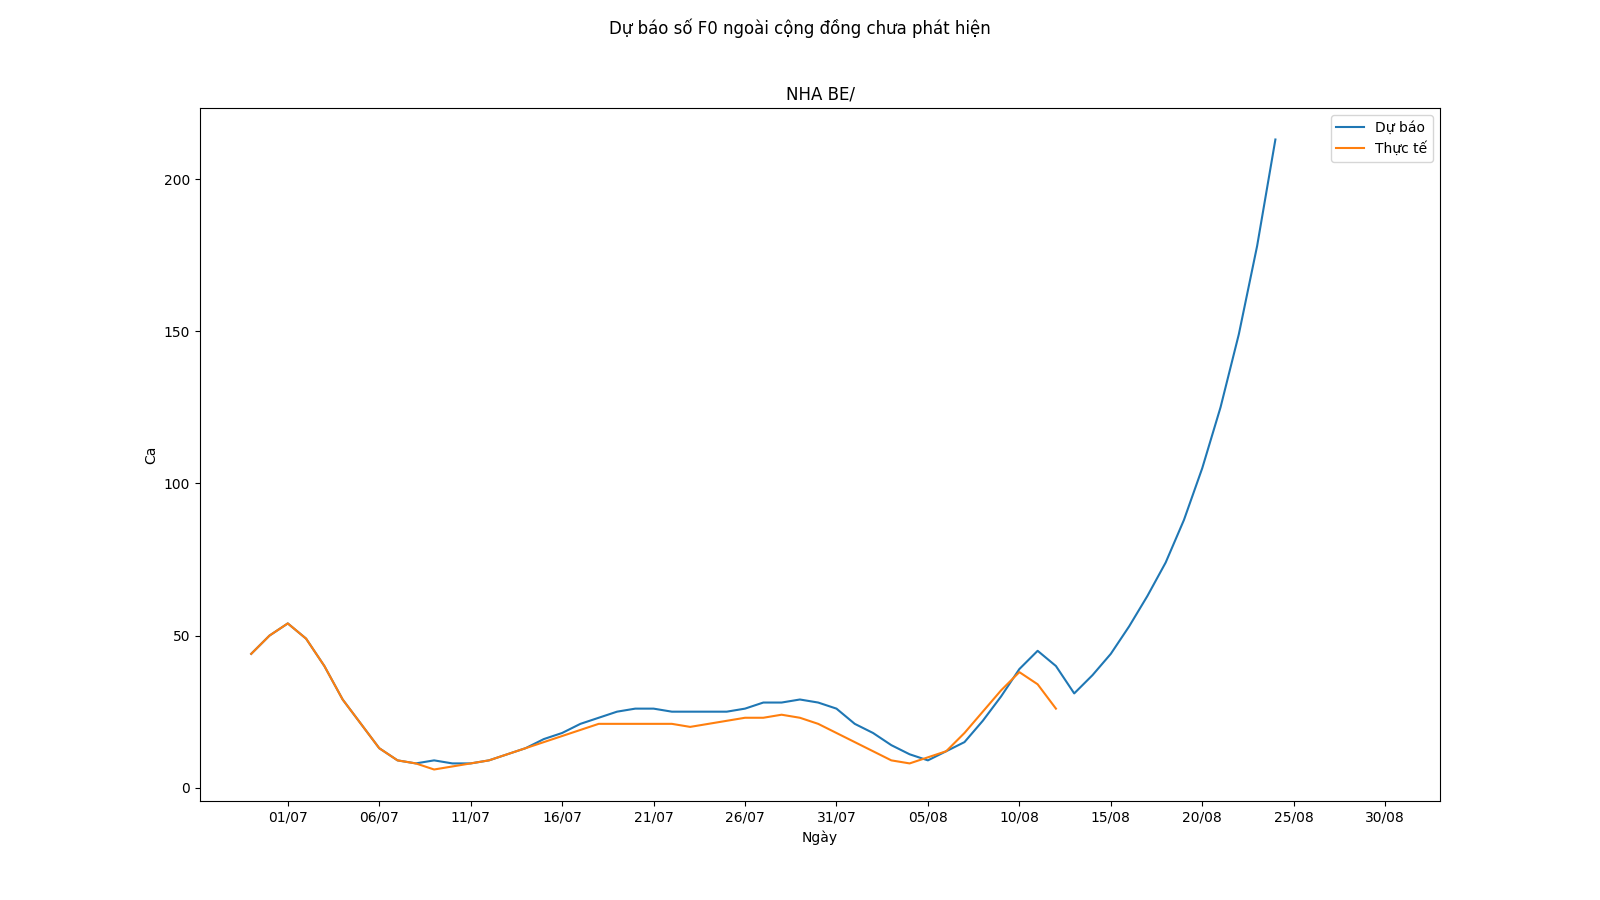 Dự báo số F0 ngoài cộng đồng chưa phát hiện
NHA BE/
Dự báo
Thực tế
200
150
100
50
0
Ca
01/07 06/07 11/07 16/07 21/07 26/07 31/07 05/08 10/08 15/08 20/08 25/08 30/08
Ngày